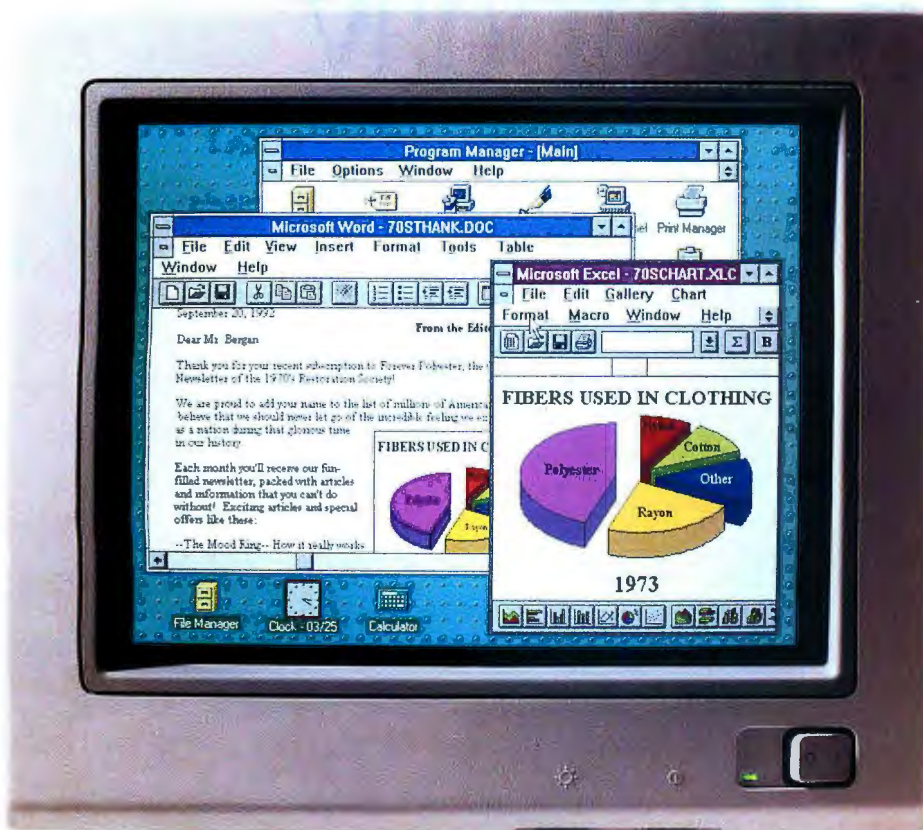 Program Manager - [Main]
File Options Window Help
Print Manager
Microsoft Word - 70STHANK.DOC
File Edit View Insert Format Tools Table
Window Help
September 20, 1992
From the Edito
Dear Mr. Bergan
Thank you for your recent subscription to Forever Polyester, the
Newsletter of the 1970's Restoration Society!
We are proud to add your name to the list of millions of America
believe that we should never let go of the incredible feeling we
as a nation during that glorious time
in our history.
Each month you'll receive our fun-
filled newsletter, packed with articles
and information that you can't do
without! Exciting articles and special
offers like these:
--The Mood Ring-- How it really works
FIBERS USED IN C
Rayon
Microsoft Excel - 70SCHART.XLC
File Edit Gallery Chart
Format Macro Window Help
Σ B
FIBERS USED IN CLOTHING
Polyester
Cotton
Other
Rayon
1973
File Manager
Clock - 03/25
Calculator